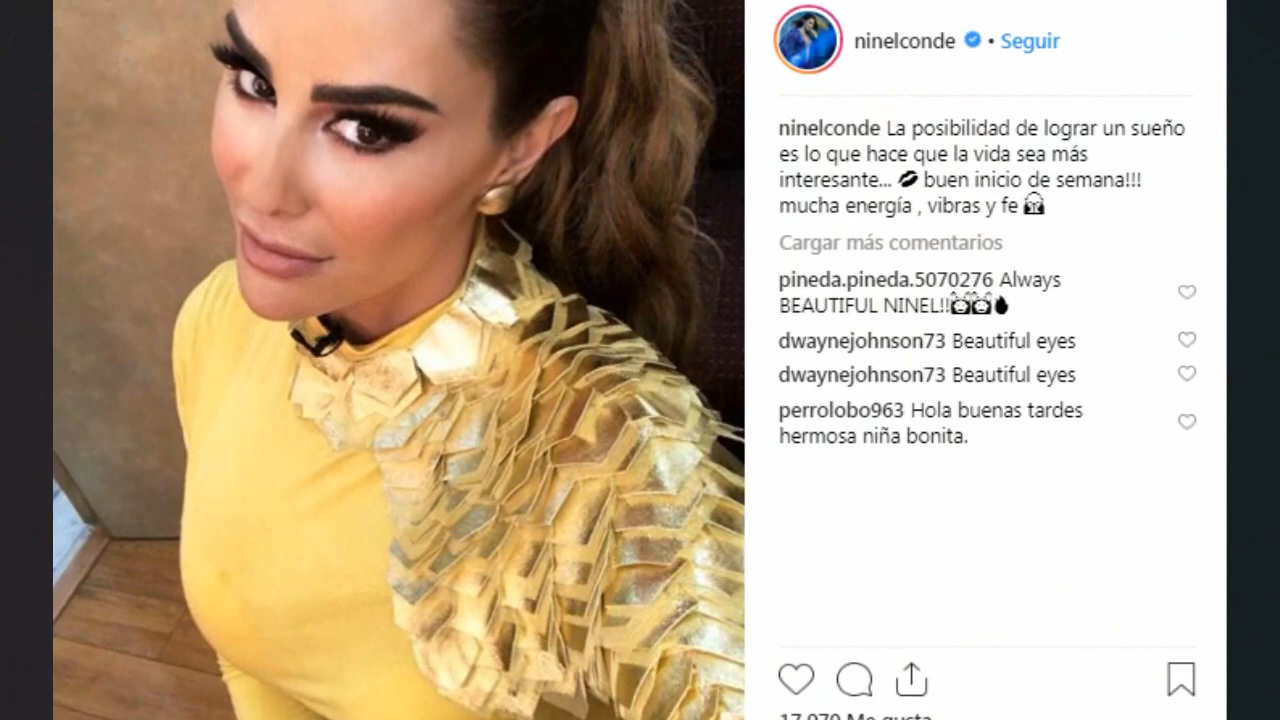 ninelconde • Seguir
ninelconde La posibilidad de lograr un sueño
es lo que hace que la vida sea más
interesante... 💋 buen inicio de semana!!!
mucha energía , vibras y fe
Cargar más comentarios
pineda.pineda.5070276 Always
BEAUTIFUL NINEL!!
dwaynejohnson73 Beautiful eyes
dwaynejohnson73 Beautiful eyes
perrolobo963 Hola buenas tardes
hermosa niña bonita.
Me gusta